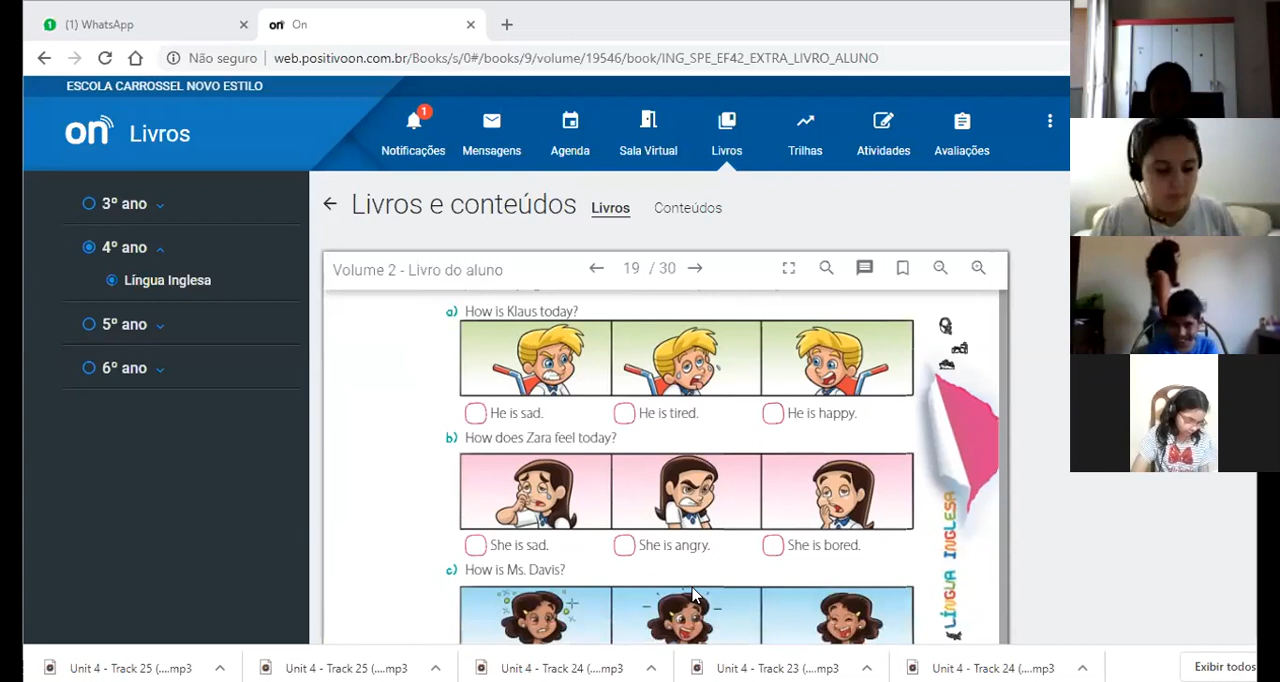 (1) WhatsApp
on
On
Não seguro
web.positivoon.com.br/Books/s/0#/books/9/volume/19546/book/ING_SPE_EF42_EXTRA_LIVRO_ALUNO
ESCOLA CARROSSEL NOVO ESTILO
on Livros
1
Notificações
Mensagens
Agenda
Sala Virtual
Livros
Trilhas
Atividades
Avaliações
3º ano
4º ano
Língua Inglesa
5º ano
6º ano
Livros e conteúdos
Livros
Conteúdos
Volume 2 - Livro do aluno
19 / 30
a) How is Klaus today?
He is sad.
He is tired.
He is happy.
b) How does Zara feel today?
She is sad.
She is angry.
She is bored.
c) How is Ms. Davis?
LÍNGUA INGLESA
Unit 4 - Track 25 (....mp3
Unit 4 - Track 25 (....mp3
Unit 4 - Track 24 (....mp3
Unit 4 - Track 23 (....mp3
Unit 4 - Track 24 (....mp3
Exibir todos